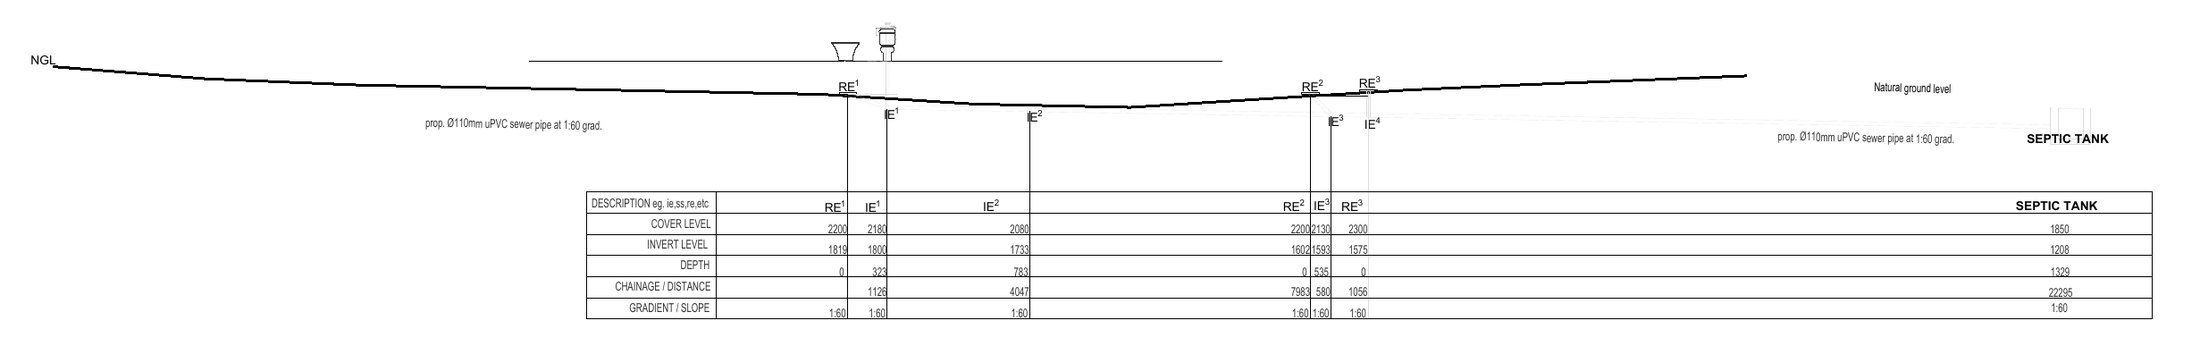 NGL
RE¹
RE²
RE³
Natural ground level
IE¹
IE²
IE³
IE⁴
prop. Ø110mm uPVC sewer pipe at 1:60 grad.
prop. Ø110mm uPVC sewer pipe at 1:60 grad.
SEPTIC TANK
DESCRIPTION eg. ie,ss,re,etc RE¹ IE¹ IE² RE² IE³ RE³ SEPTIC TANK
COVER LEVEL 2200 2180 2080 2200 2130 2300 1850
INVERT LEVEL 1819 1800 1733 1602 1593 1575 1208
DEPTH 0 323 783 0 535 0 1329
CHAINAGE / DISTANCE 1126 4047 7983 580 1056 22295
GRADIENT / SLOPE 1:60 1:60 1:60 1:60 1:60 1:60 1:60